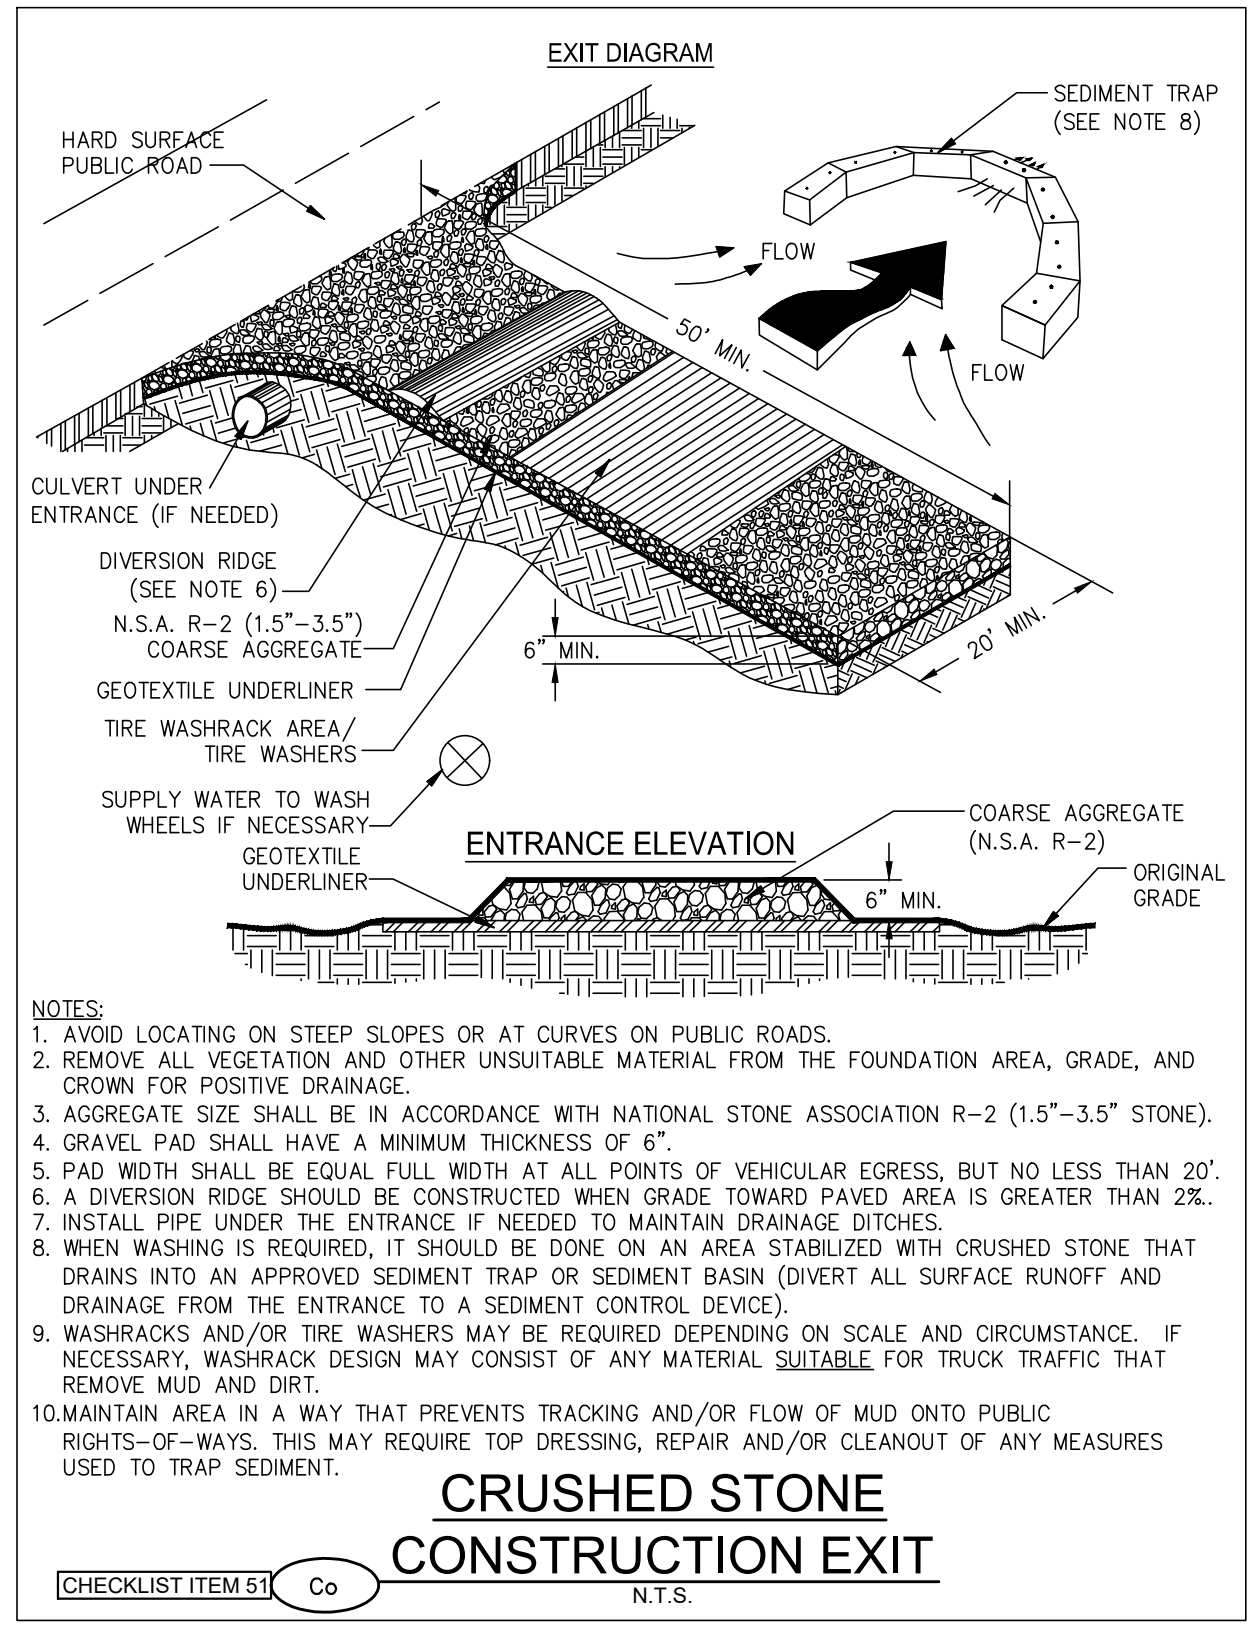 EXIT DIAGRAM
SEDIMENT TRAP
(SEE NOTE 8)
HARD SURFACE
PUBLIC ROAD
FLOW
50' MIN.
FLOW
CULVERT UNDER
ENTRANCE (IF NEEDED)
DIVERSION RIDGE
(SEE NOTE 6)
N.S.A. R-2 (1.5"-3.5")
COARSE AGGREGATE
6" MIN.
20' MIN.
GEOTEXTILE UNDERLINER
TIRE WASHRACK AREA/
TIRE WASHERS
SUPPLY WATER TO WASH
WHEELS IF NECESSARY
ENTRANCE ELEVATION
COARSE AGGREGATE
(N.S.A. R-2)
GEOTEXTILE
UNDERLINER
6" MIN.
ORIGINAL
GRADE
NOTES:
1. AVOID LOCATING ON STEEP SLOPES OR AT CURVES ON PUBLIC ROADS.
2. REMOVE ALL VEGETATION AND OTHER UNSUITABLE MATERIAL FROM THE FOUNDATION AREA, GRADE, AND
CROWN FOR POSITIVE DRAINAGE.
3. AGGREGATE SIZE SHALL BE IN ACCORDANCE WITH NATIONAL STONE ASSOCIATION R-2 (1.5"-3.5" STONE).
4. GRAVEL PAD SHALL HAVE A MINIMUM THICKNESS OF 6".
5. PAD WIDTH SHALL BE EQUAL FULL WIDTH AT ALL POINTS OF VEHICULAR EGRESS, BUT NO LESS THAN 20'.
6. A DIVERSION RIDGE SHOULD BE CONSTRUCTED WHEN GRADE TOWARD PAVED AREA IS GREATER THAN 2%..
7. INSTALL PIPE UNDER THE ENTRANCE IF NEEDED TO MAINTAIN DRAINAGE DITCHES.
8. WHEN WASHING IS REQUIRED, IT SHOULD BE DONE ON AN AREA STABILIZED WITH CRUSHED STONE THAT
DRAINS INTO AN APPROVED SEDIMENT TRAP OR SEDIMENT BASIN (DIVERT ALL SURFACE RUNOFF AND
DRAINAGE FROM THE ENTRANCE TO A SEDIMENT CONTROL DEVICE).
9. WASHRACKS AND/OR TIRE WASHERS MAY BE REQUIRED DEPENDING ON SCALE AND CIRCUMSTANCE. IF
NECESSARY, WASHRACK DESIGN MAY CONSIST OF ANY MATERIAL SUITABLE FOR TRUCK TRAFFIC THAT
REMOVE MUD AND DIRT.
10.MAINTAIN AREA IN A WAY THAT PREVENTS TRACKING AND/OR FLOW OF MUD ONTO PUBLIC
RIGHTS-OF-WAYS. THIS MAY REQUIRE TOP DRESSING, REPAIR AND/OR CLEANOUT OF ANY MEASURES
USED TO TRAP SEDIMENT.
CRUSHED STONE
CONSTRUCTION EXIT
N.T.S.
CHECKLIST ITEM 51
Co